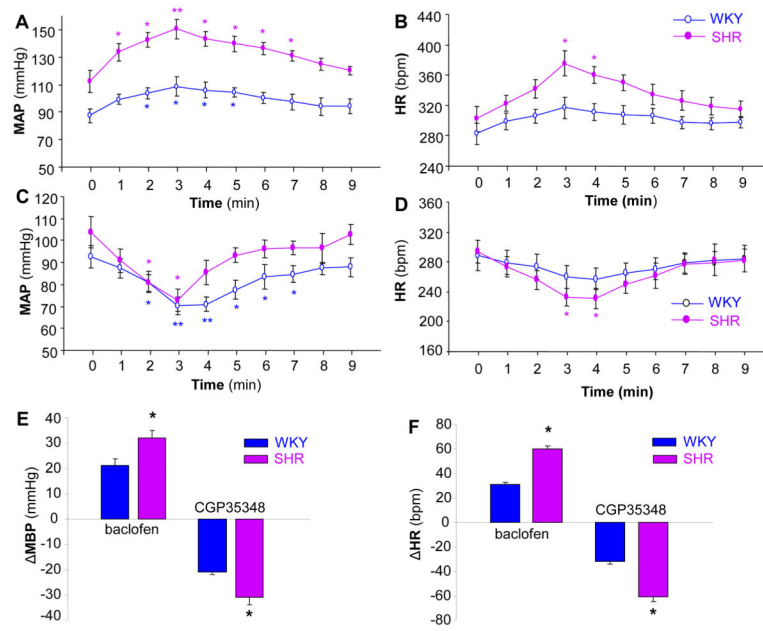 A
MAP (mmHg)
150
130
110
90
70
50
* * ** * * * *
* * * *
0 1 2 3 4 5 6 7 8 9
Time (min)
B
HR (bpm)
440
400
360
320
280
240
* *
WKY
SHR
0 1 2 3 4 5 6 7 8 9
Time (min)
C
MAP (mmHg)
120
110
100
90
80
70
60
50
* *
* ** ** * * *
0 1 2 3 4 5 6 7 8 9
Time (min)
D
HR (bpm)
360
320
280
240
200
160
* *
WKY
SHR
0 1 2 3 4 5 6 7 8 9
Time (min)
E
ΔMBP (mmHg)
40
30
20
10
0
-10
-20
-30
-40
*
WKY
SHR
CGP35348
baclofen
*
F
ΔHR (bpm)
80
60
40
20
0
-20
-40
-60
-80
*
WKY
SHR
CGP35348
baclofen
*